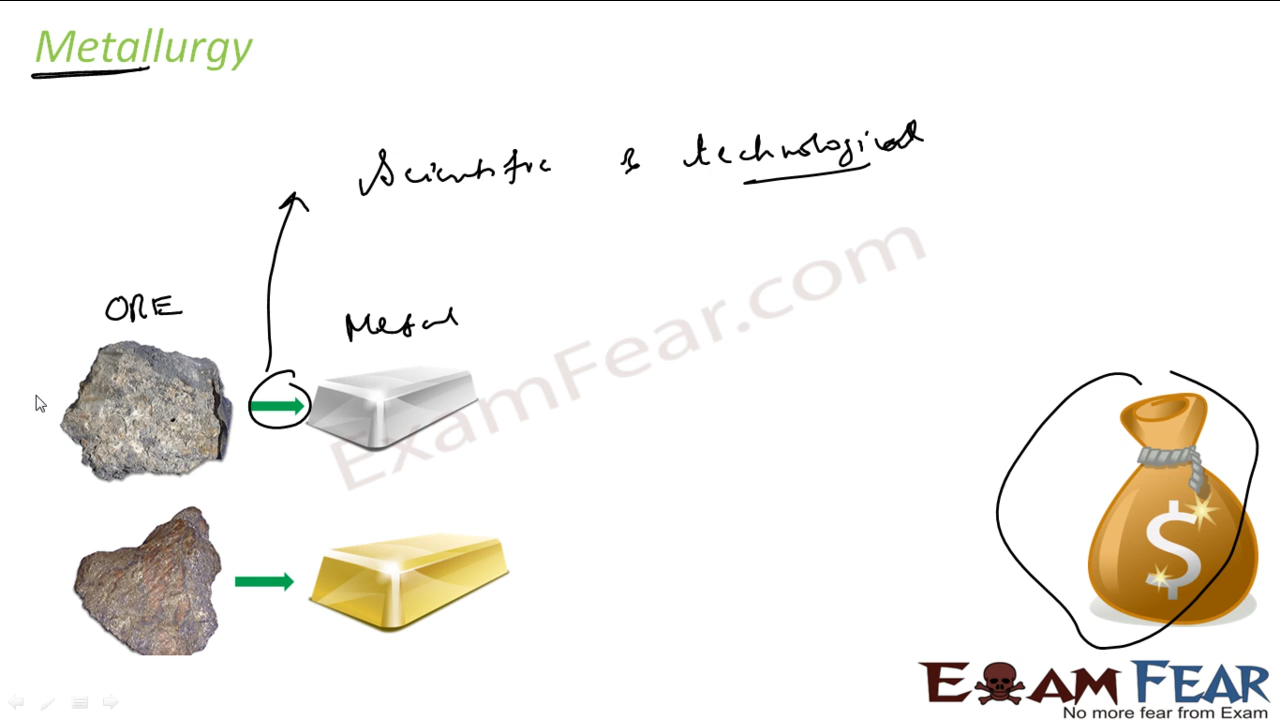 Metallurgy
Scientific & technological
ORE
Metal
ExamFear.com
$
EXAM FEAR
No more fear from Exam